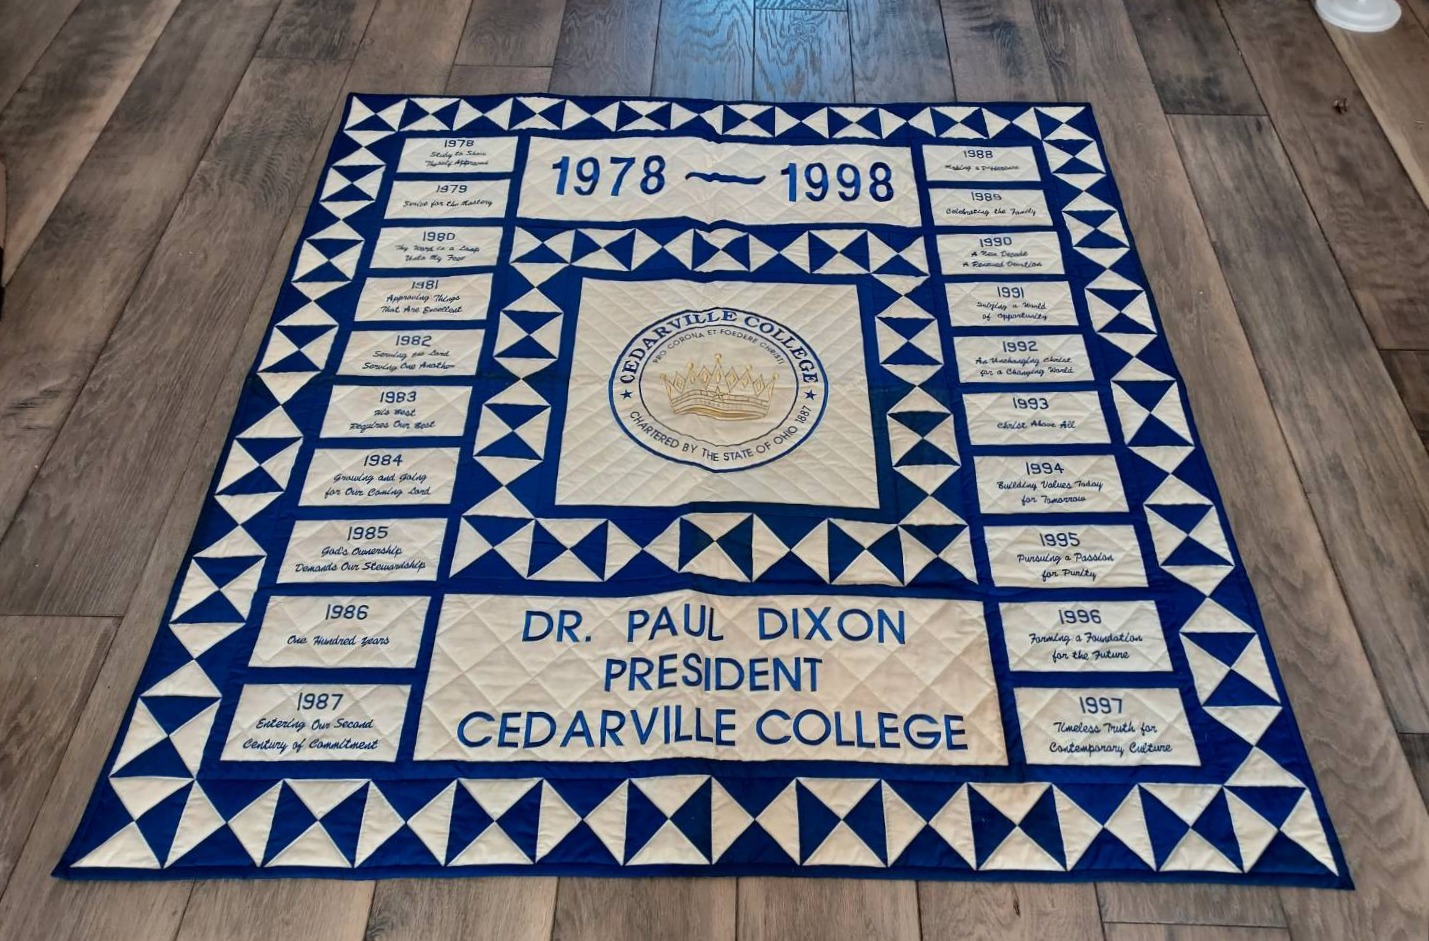 1978 ~ 1998
1978
Study to Show
Thyself Approved
1979
Strive for the Mastery
1980
Thy Word is a Lamp
Unto My Feet
1981
Approving Things
That Are Excellent
1982
Serving our Lord
Serving One Another
1983
His Best
Requires Our Best
1984
Growing and Going
for Our Coming Lord
1985
God's Ownership
Demands Our Stewardship
1986
One Hundred Years
1987
Entering Our Second
Century of Commitment
CEDARVILLE COLLEGE
PRO CORONA ET FOEDERE CHRISTI
CHARTERED BY THE STATE OF OHIO 1887
DR. PAUL DIXON
PRESIDENT
CEDARVILLE COLLEGE
1988
Making a Difference
1989
Celebrating the Family
1990
A New Decade
A Renewed Devotion
1991
a World
of Opportunity
1992
An Unchanging Christ
for a Changing World
1993
Christ Above All
1994
Building Values Today
for Tomorrow
1995
Pursuing a Passion
for Purity
1996
Forming a Foundation
for the Future
1997
Timeless Truth for
Contemporary Culture